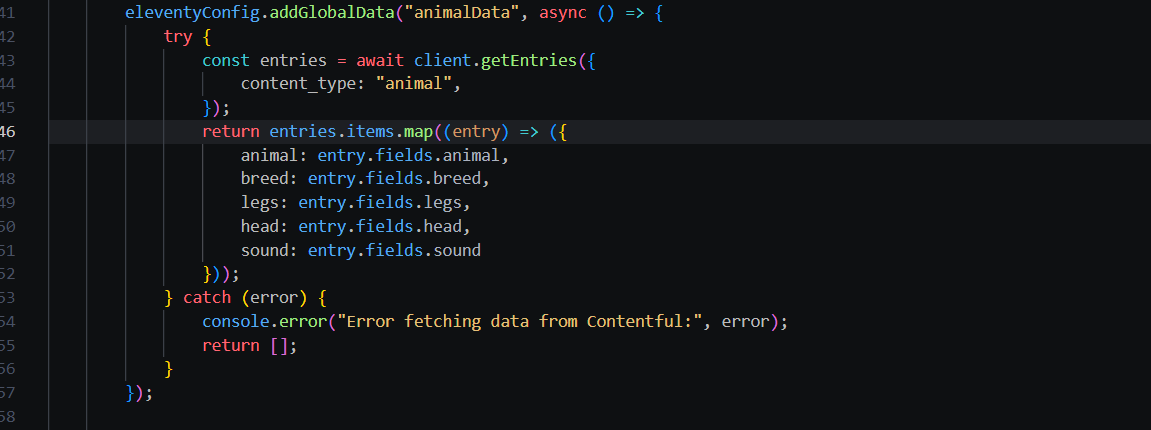 41 eleventyConfig.addGlobalData("animalData", async () => {
42 try {
43 const entries = await client.getEntries({
44 content_type: "animal",
45 });
46 return entries.items.map((entry) => ({
47 animal: entry.fields.animal,
48 breed: entry.fields.breed,
49 legs: entry.fields.legs,
50 head: entry.fields.head,
51 sound: entry.fields.sound
52 }));
53 } catch (error) {
54 console.error("Error fetching data from Contentful:", error);
55 return [];
56 }
57 });
58